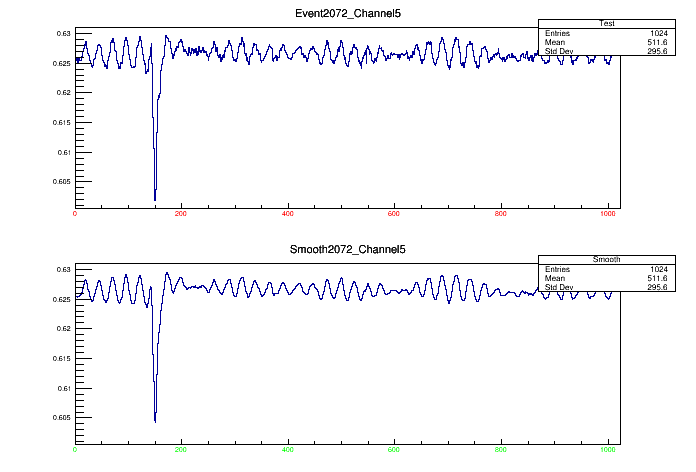 Event2072_Channel5
Test
Entries 1024
Mean 511.6
Std Dev 295.6
0.63
0.625
0.62
0.615
0.61
0.605
0 200 400 600 800 1000
Smooth2072_Channel5
Smooth
Entries 1024
Mean 511.6
Std Dev 295.6
0.63
0.625
0.62
0.615
0.61
0.605
0 200 400 600 800 1000